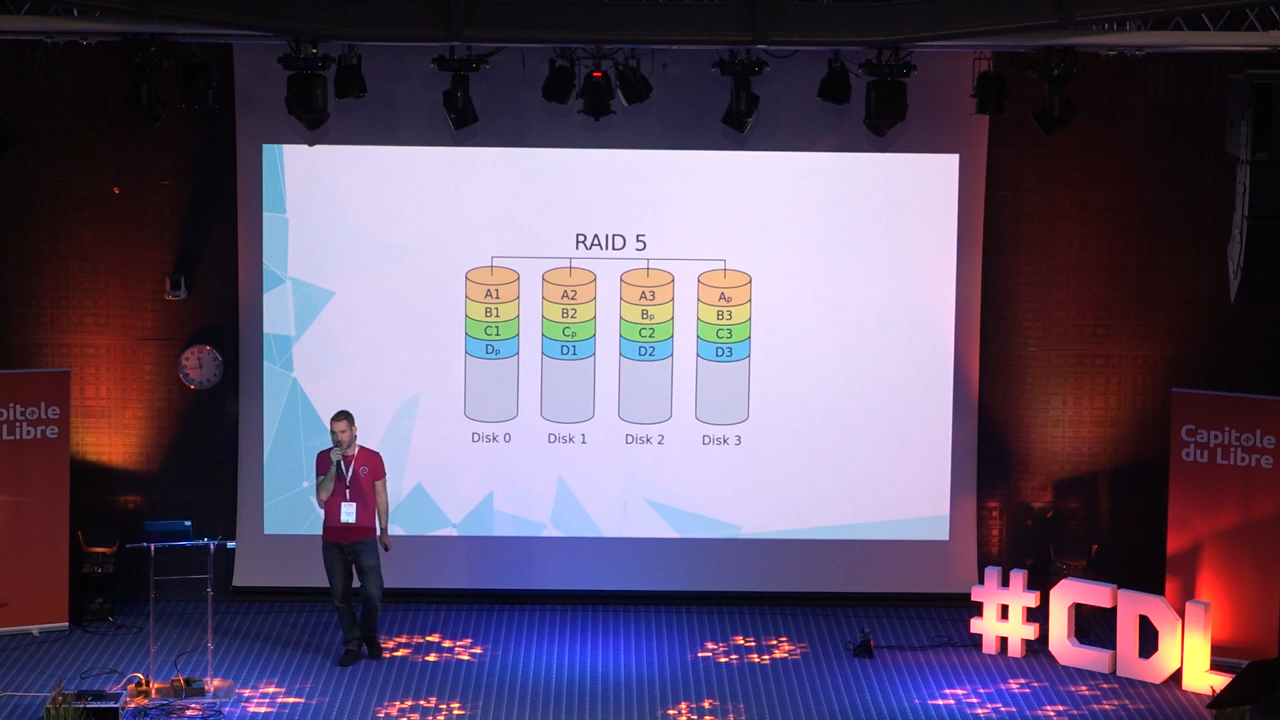 RAID 5
A1 A2 A3 Ap
B1 B2 Bp B3
C1 Cp C2 C3
Dp D1 D2 D3
Disk 0 Disk 1 Disk 2 Disk 3
pitole
Libre
Capitole
du Libre
#CDL